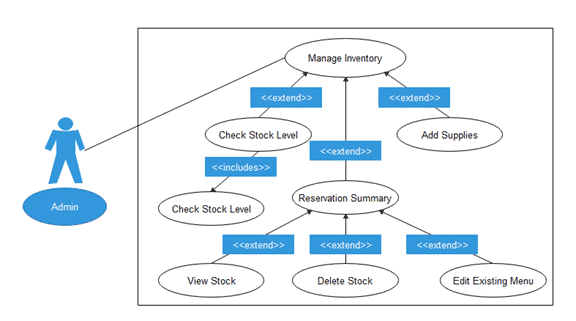 Manage Inventory
<<extend>>
<<extend>>
Check Stock Level
Add Supplies
<<extend>>
<<includes>>
Reservation Summary
Admin
Check Stock Level
<<extend>>
<<extend>>
<<extend>>
View Stock
Delete Stock
Edit Existing Menu